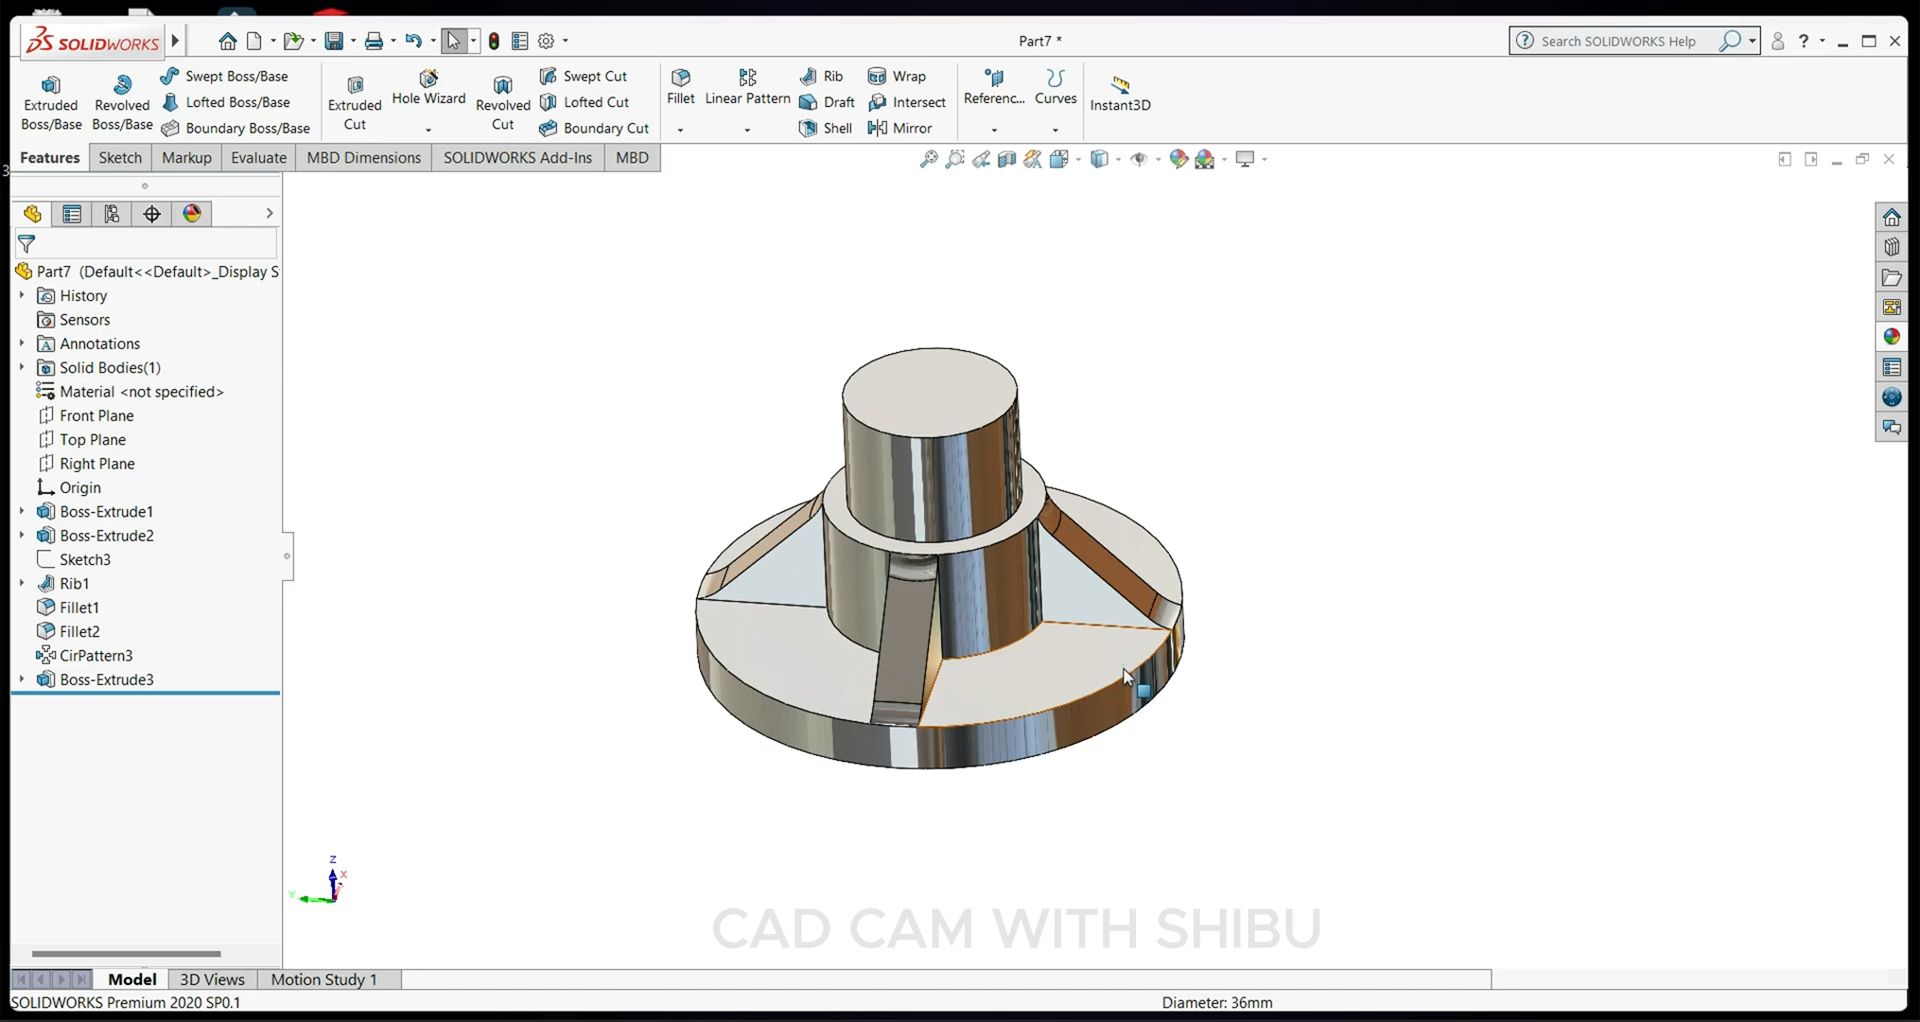 SOLIDWORKS
Part7 *
Search SOLIDWORKS Help
?
Extruded Boss/Base
Revolved Boss/Base
Swept Boss/Base
Lofted Boss/Base
Boundary Boss/Base
Extruded Cut
Hole Wizard
Revolved Cut
Swept Cut
Lofted Cut
Boundary Cut
Fillet
Linear Pattern
Rib
Draft
Shell
Wrap
Intersect
Mirror
Referenc...
Curves
Instant3D
Features
Sketch
Markup
Evaluate
MBD Dimensions
SOLIDWORKS Add-Ins
MBD
3
Part7 (Default<<Default>_Display S
History
Sensors
Annotations
Solid Bodies(1)
Material <not specified>
Front Plane
Top Plane
Right Plane
Origin
Boss-Extrude1
Boss-Extrude2
Sketch3
Rib1
Fillet1
Fillet2
CirPattern3
Boss-Extrude3
Z
X
Y
CAD CAM WITH SHIBU
Model
3D Views
Motion Study 1
SOLIDWORKS Premium 2020 SP0.1
Diameter: 36mm